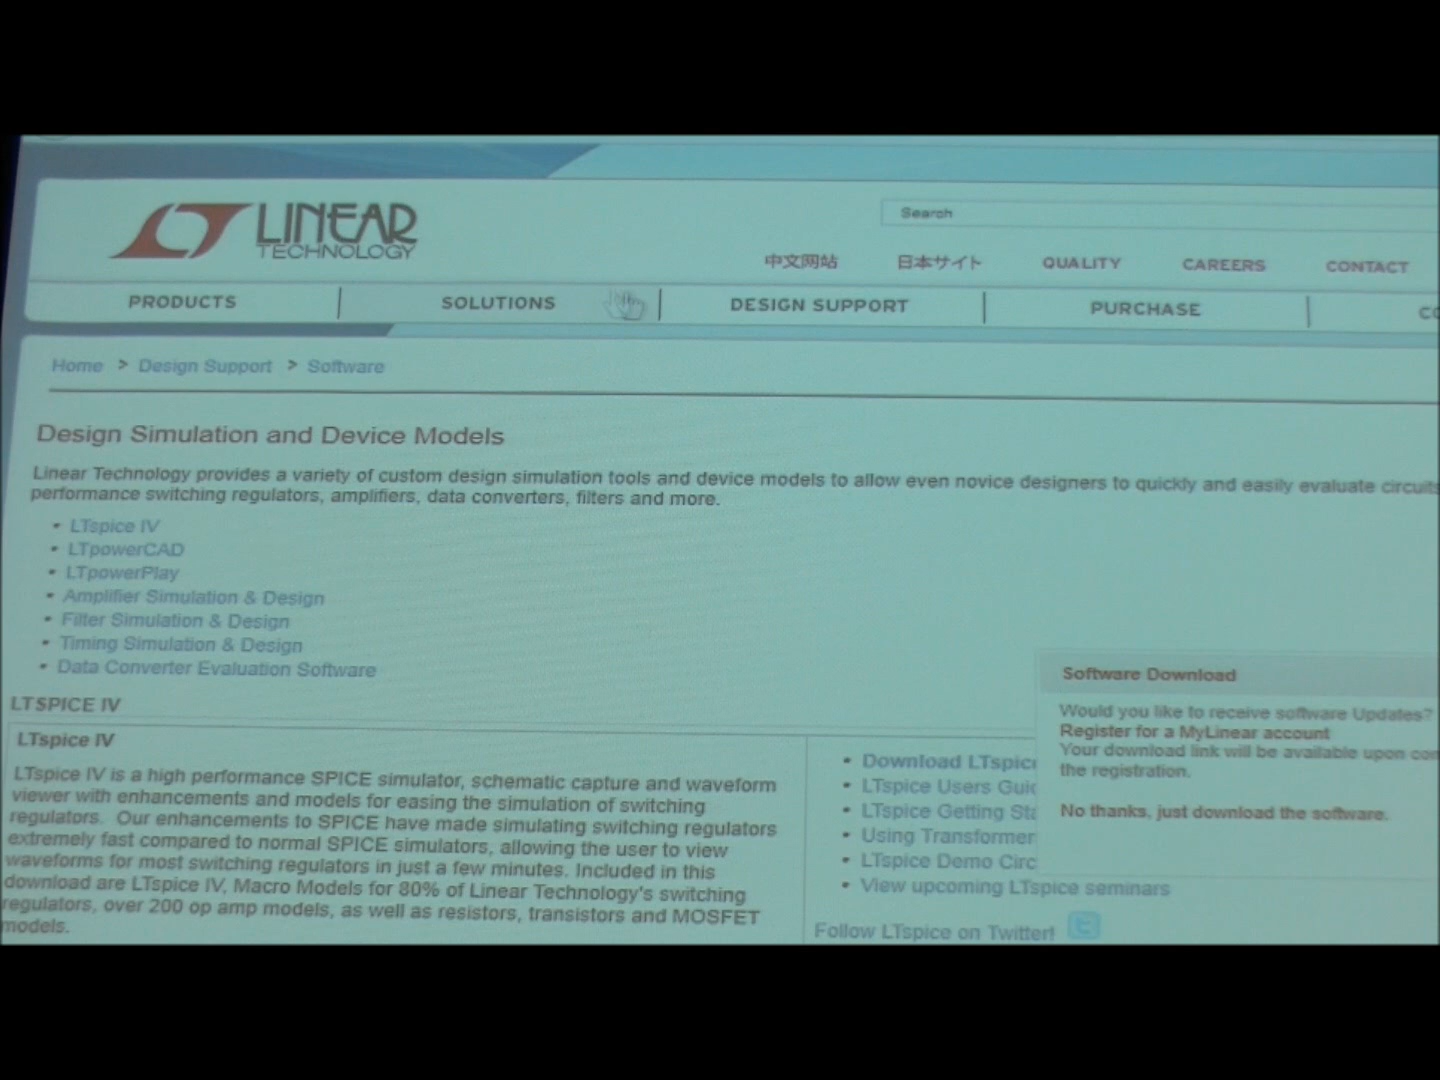 LINEAR
TECHNOLOGY
Search
中文网站 日本サイト QUALITY CAREERS CONTACT
PRODUCTS SOLUTIONS DESIGN SUPPORT PURCHASE
Home > Design Support > Software
Design Simulation and Device Models
Linear Technology provides a variety of custom design simulation tools and device models to allow even novice designers to quickly and easily evaluate circuits
performance switching regulators, amplifiers, data converters, filters and more.
• LTspice IV
• LTpowerCAD
• LTpowerPlay
• Amplifier Simulation & Design
• Filter Simulation & Design
• Timing Simulation & Design
• Data Converter Evaluation Software
LTSPICE IV
LTspice IV
LTspice IV is a high performance SPICE simulator, schematic capture and waveform
viewer with enhancements and models for easing the simulation of switching
regulators. Our enhancements to SPICE have made simulating switching regulators
extremely fast compared to normal SPICE simulators, allowing the user to view
waveforms for most switching regulators in just a few minutes. Included in this
download are LTspice IV, Macro Models for 80% of Linear Technology's switching
regulators, over 200 op amp models, as well as resistors, transistors and MOSFET
models.
• Download LTspice
• LTspice Users Guid
• LTspice Getting Sta
• Using Transformer
• LTspice Demo Circ
• View upcoming LTspice seminars
Follow LTspice on Twitter!
Software Download
Would you like to receive software Updates?
Register for a MyLinear account
Your download link will be available upon com
the registration.
No thanks, just download the software.